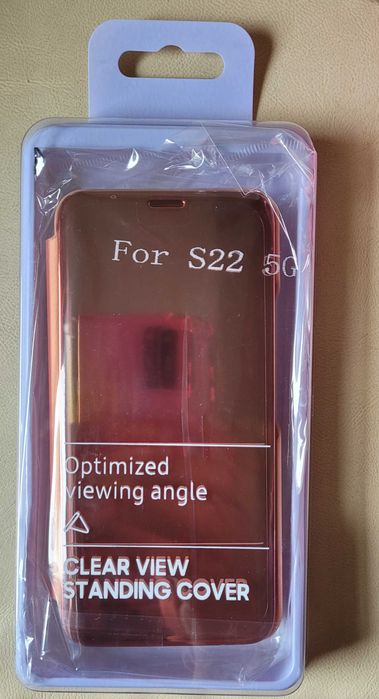 For S22 5G
Optimized
viewing angle
CLEAR VIEW
STANDING COVER